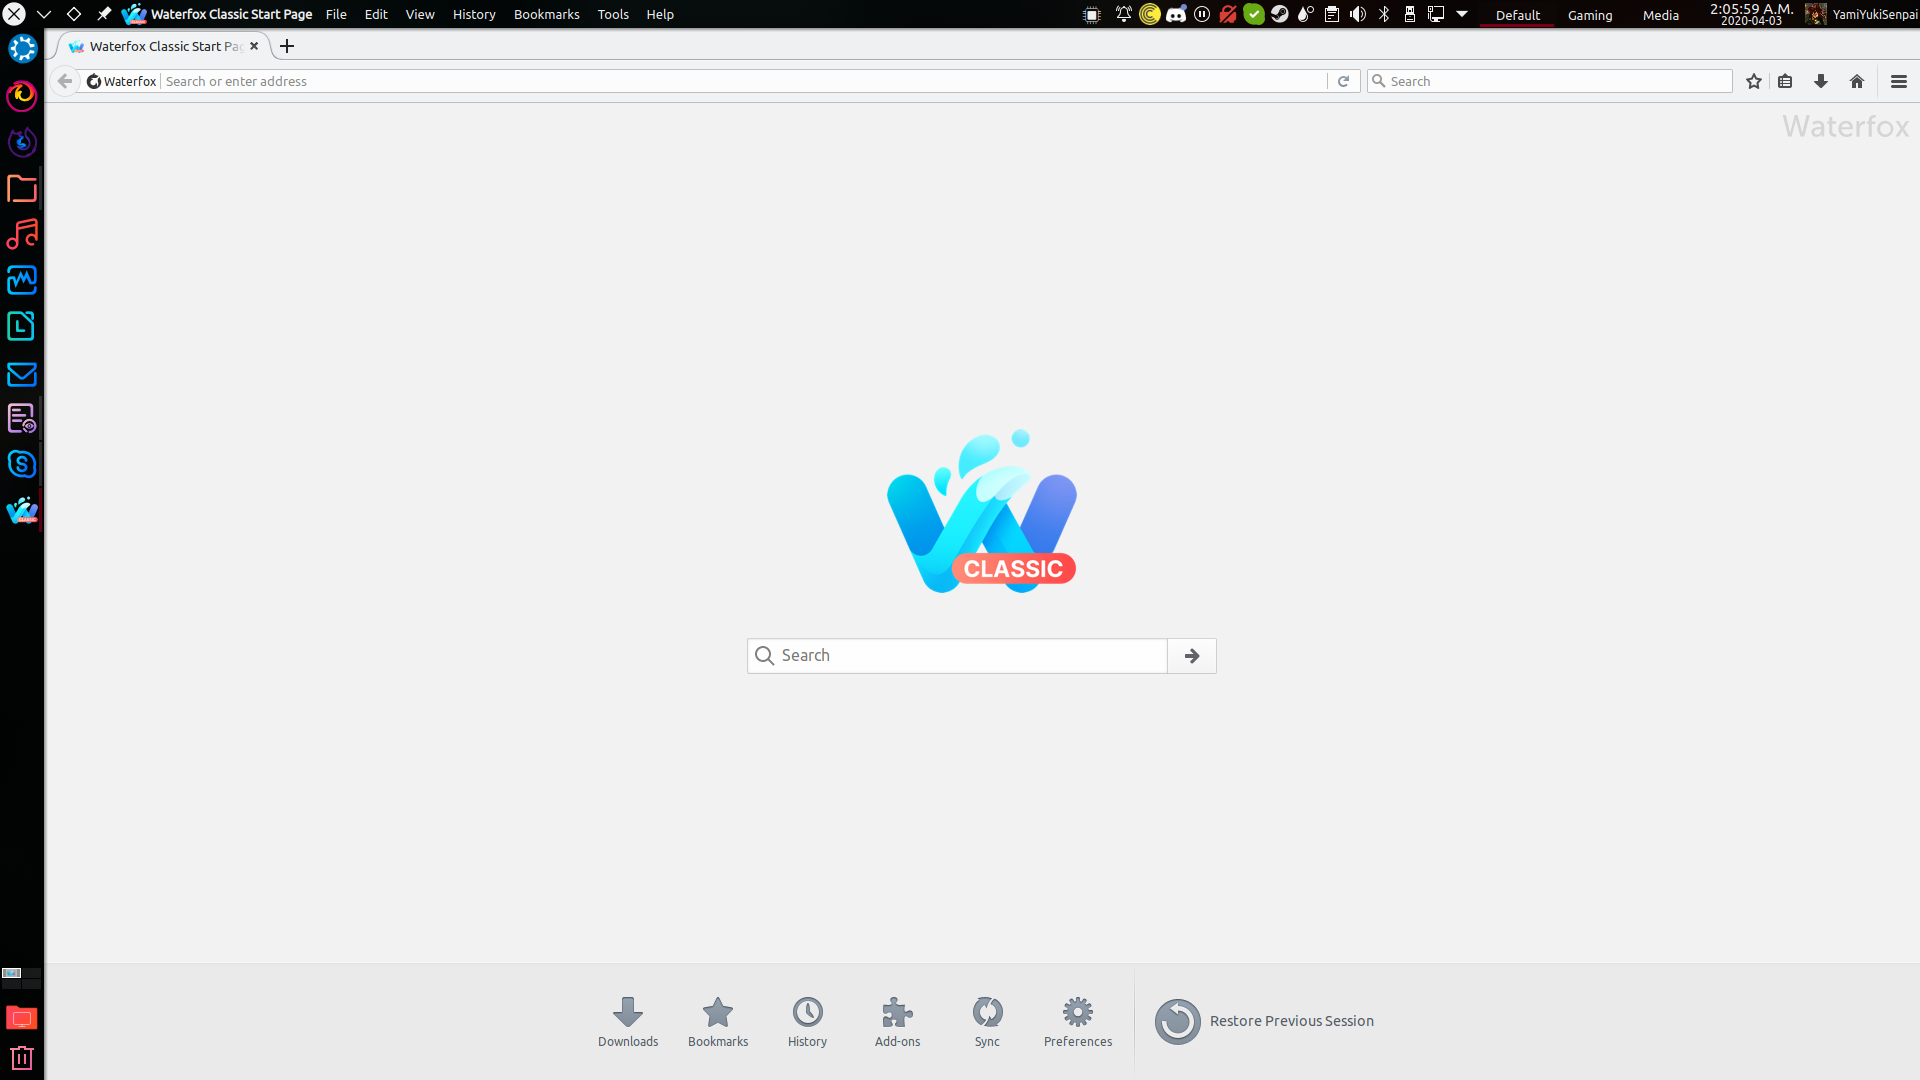 Waterfox Classic Start Page File Edit View History Bookmarks Tools Help Default Gaming Media 2:05:59 A.M. YamiYukiSenpai
2020-04-03
Waterfox Classic Start Pa
Waterfox Search or enter address Search
Waterfox
CLASSIC
Search
Downloads Bookmarks History Add-ons Sync Preferences Restore Previous Session